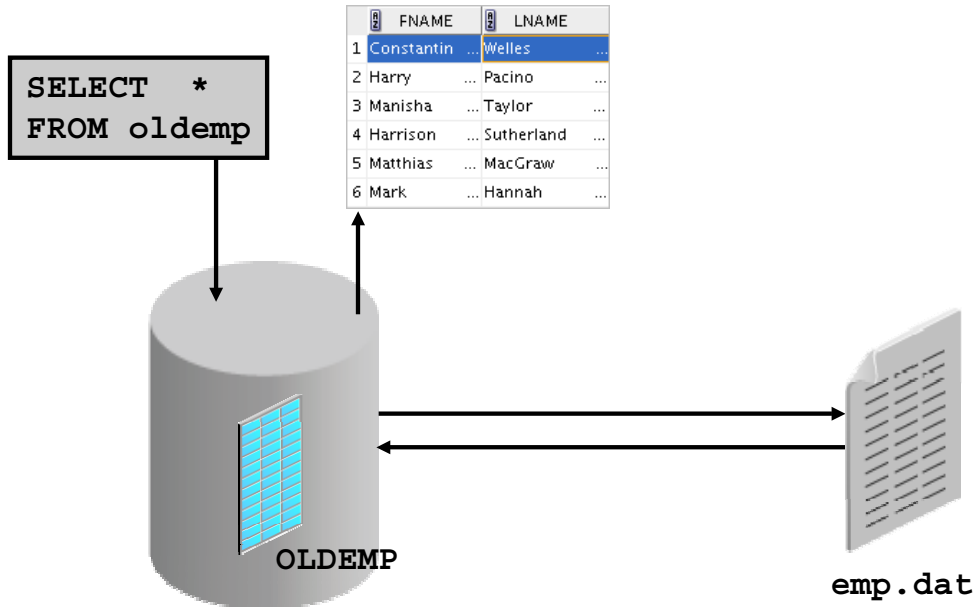 FNAME LNAME
1 Constantin ... Welles ...
2 Harry ... Pacino ...
3 Manisha ... Taylor ...
4 Harrison ... Sutherland ...
5 Matthias ... MacGraw ...
6 Mark ... Hannah ...
SELECT *
FROM oldemp
OLDEMP
emp.dat